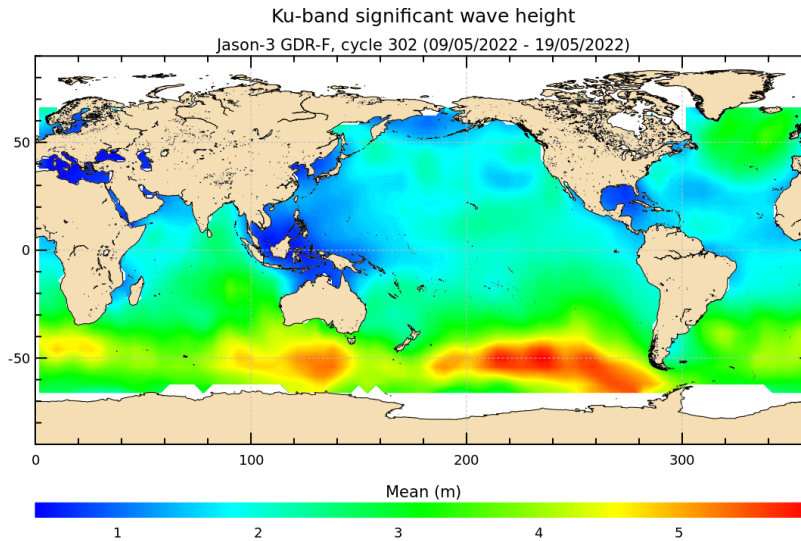 Ku-band significant wave height
Jason-3 GDR-F, cycle 302 (09/05/2022 - 19/05/2022)
50
0
-50
0 100 200 300
Mean (m)
1 2 3 4 5